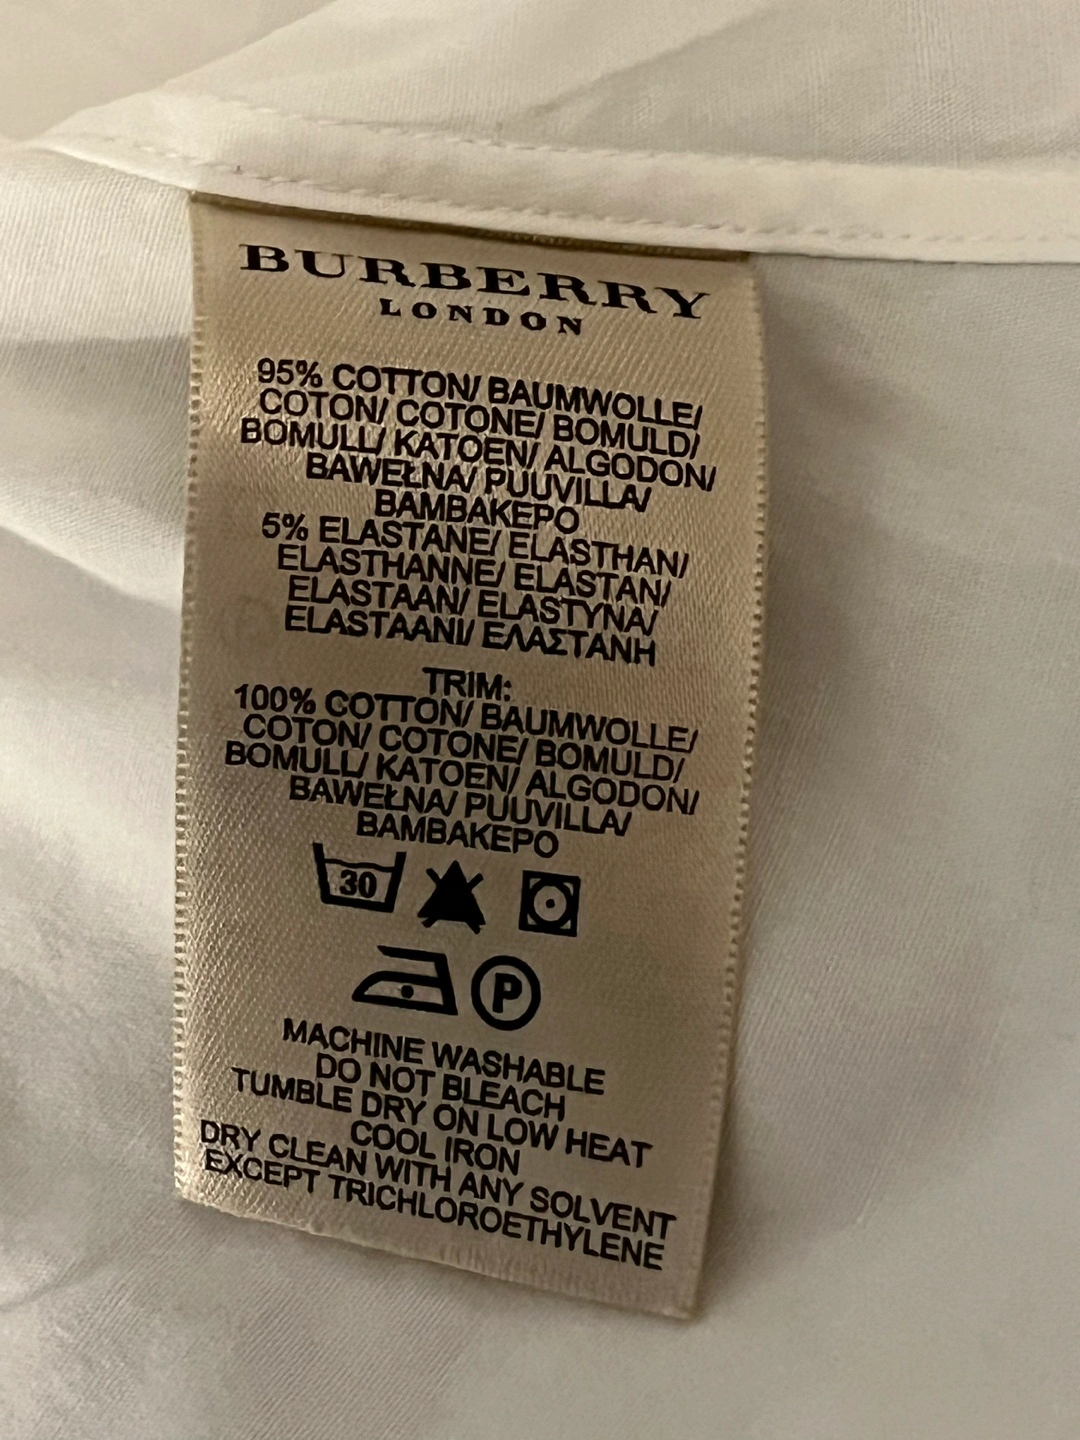 BURBERRY
LONDON
95% COTTON/ BAUMWOLLE/
COTON/ COTONE/ BOMULD/
BOMULL/ KATOEN/ ALGODON/
BAWEŁNA/ PUUVILLA/
ΒΑΜΒΑΚΕΡΟ
5% ELASTANE/ ELASTHAN/
ELASTHANNE/ ELASTAN/
ELASTAAN/ ELASTYNA/
ELASTAANI/ ΕΛΑΣΤΑΝΗ
TRIM:
100% COTTON/ BAUMWOLLE/
COTON/ COTONE/ BOMULD/
BOMULL/ KATOEN/ ALGODON/
BAWEŁNA/ PUUVILLA/
ΒΑΜΒΑΚΕΡΟ
30
P
MACHINE WASHABLE
DO NOT BLEACH
TUMBLE DRY ON LOW HEAT
COOL IRON
DRY CLEAN WITH ANY SOLVENT
EXCEPT TRICHLOROETHYLENE